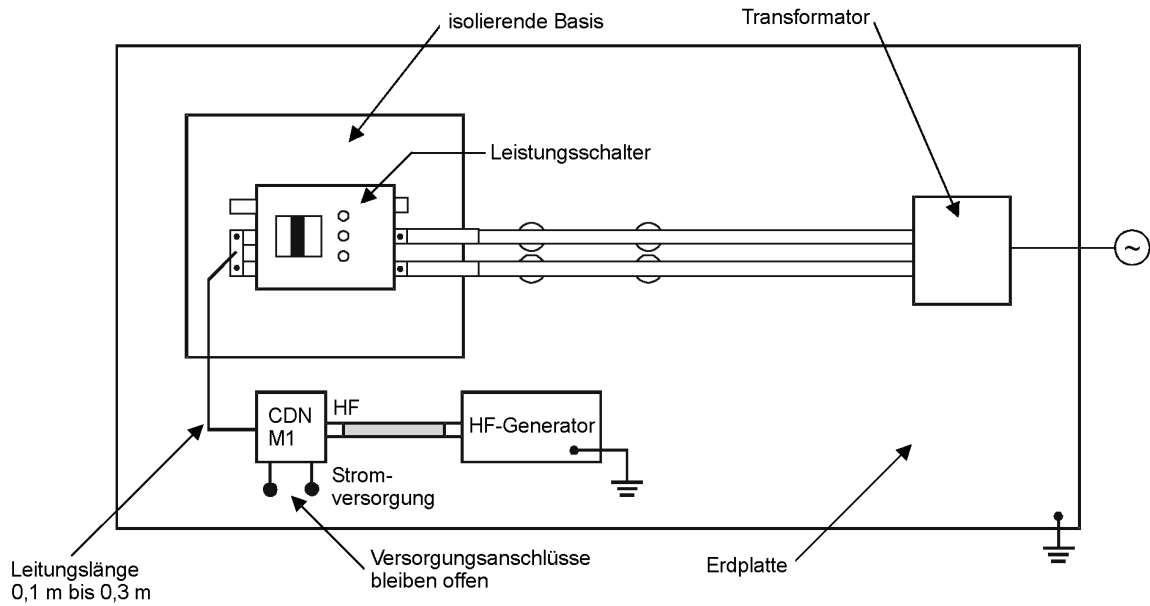 isolierende Basis
Transformator
Leistungsschalter
~
HF
CDN
M1
HF-Generator
Strom-
versorgung
Leitungslänge
0,1 m bis 0,3 m
Versorgungsanschlüsse
bleiben offen
Erdplatte